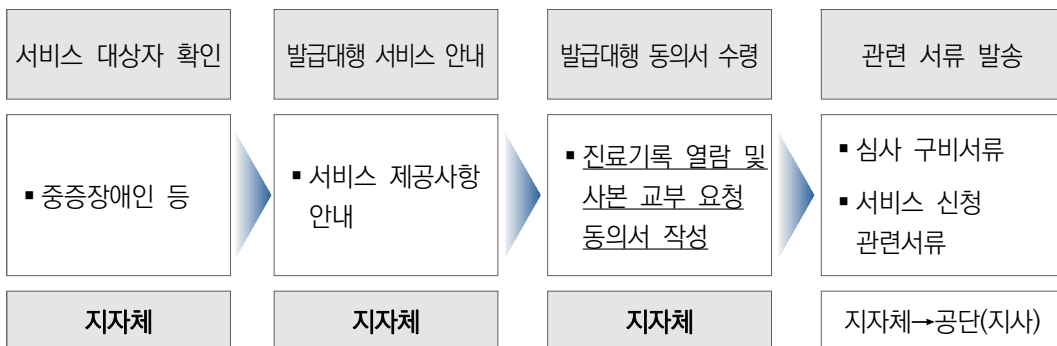 서비스 대상자 확인
발급대행 서비스 안내
발급대행 동의서 수령
관련 서류 발송
▪ 중증장애인 등
▪ 서비스 제공사항
안내
▪ 진료기록 열람 및
사본 교부 요청
동의서 작성
▪ 심사 구비서류
▪ 서비스 신청
관련서류
지자체
지자체
지자체
지자체→공단(지사)